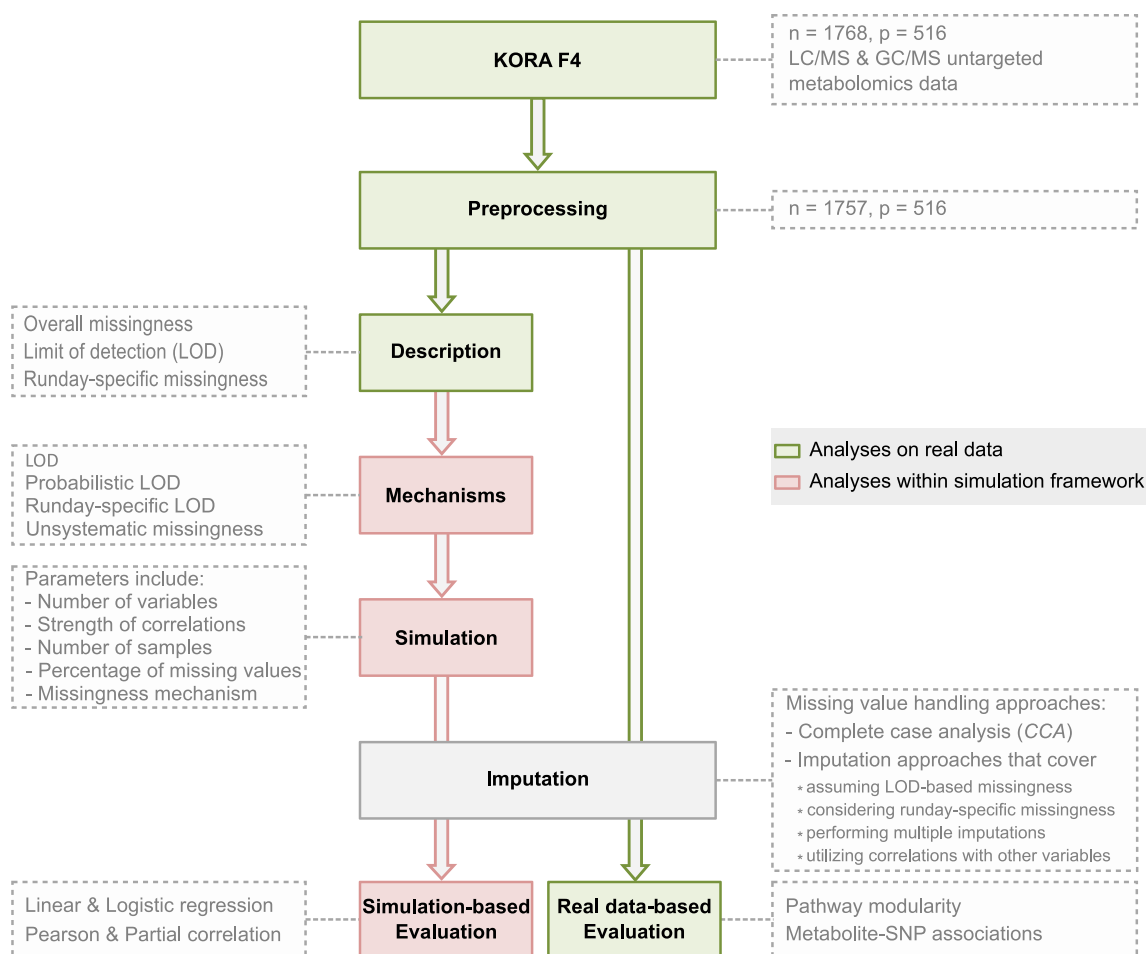 KORA F4
n = 1768, p = 516
LC/MS & GC/MS untargeted
metabolomics data
Preprocessing
n = 1757, p = 516
Overall missingness
Limit of detection (LOD)
Runday-specific missingness
Description
LOD
Probabilistic LOD
Runday-specific LOD
Unsystematic missingness
Mechanisms
Analyses on real data
Analyses within simulation framework
Parameters include:
- Number of variables
- Strength of correlations
- Number of samples
- Percentage of missing values
- Missingness mechanism
Simulation
Imputation
Missing value handling approaches:
- Complete case analysis (CCA)
- Imputation approaches that cover
* assuming LOD-based missingness
* considering runday-specific missingness
* performing multiple imputations
* utilizing correlations with other variables
Linear & Logistic regression
Pearson & Partial correlation
Simulation-based
Evaluation
Real data-based
Evaluation
Pathway modularity
Metabolite-SNP associations